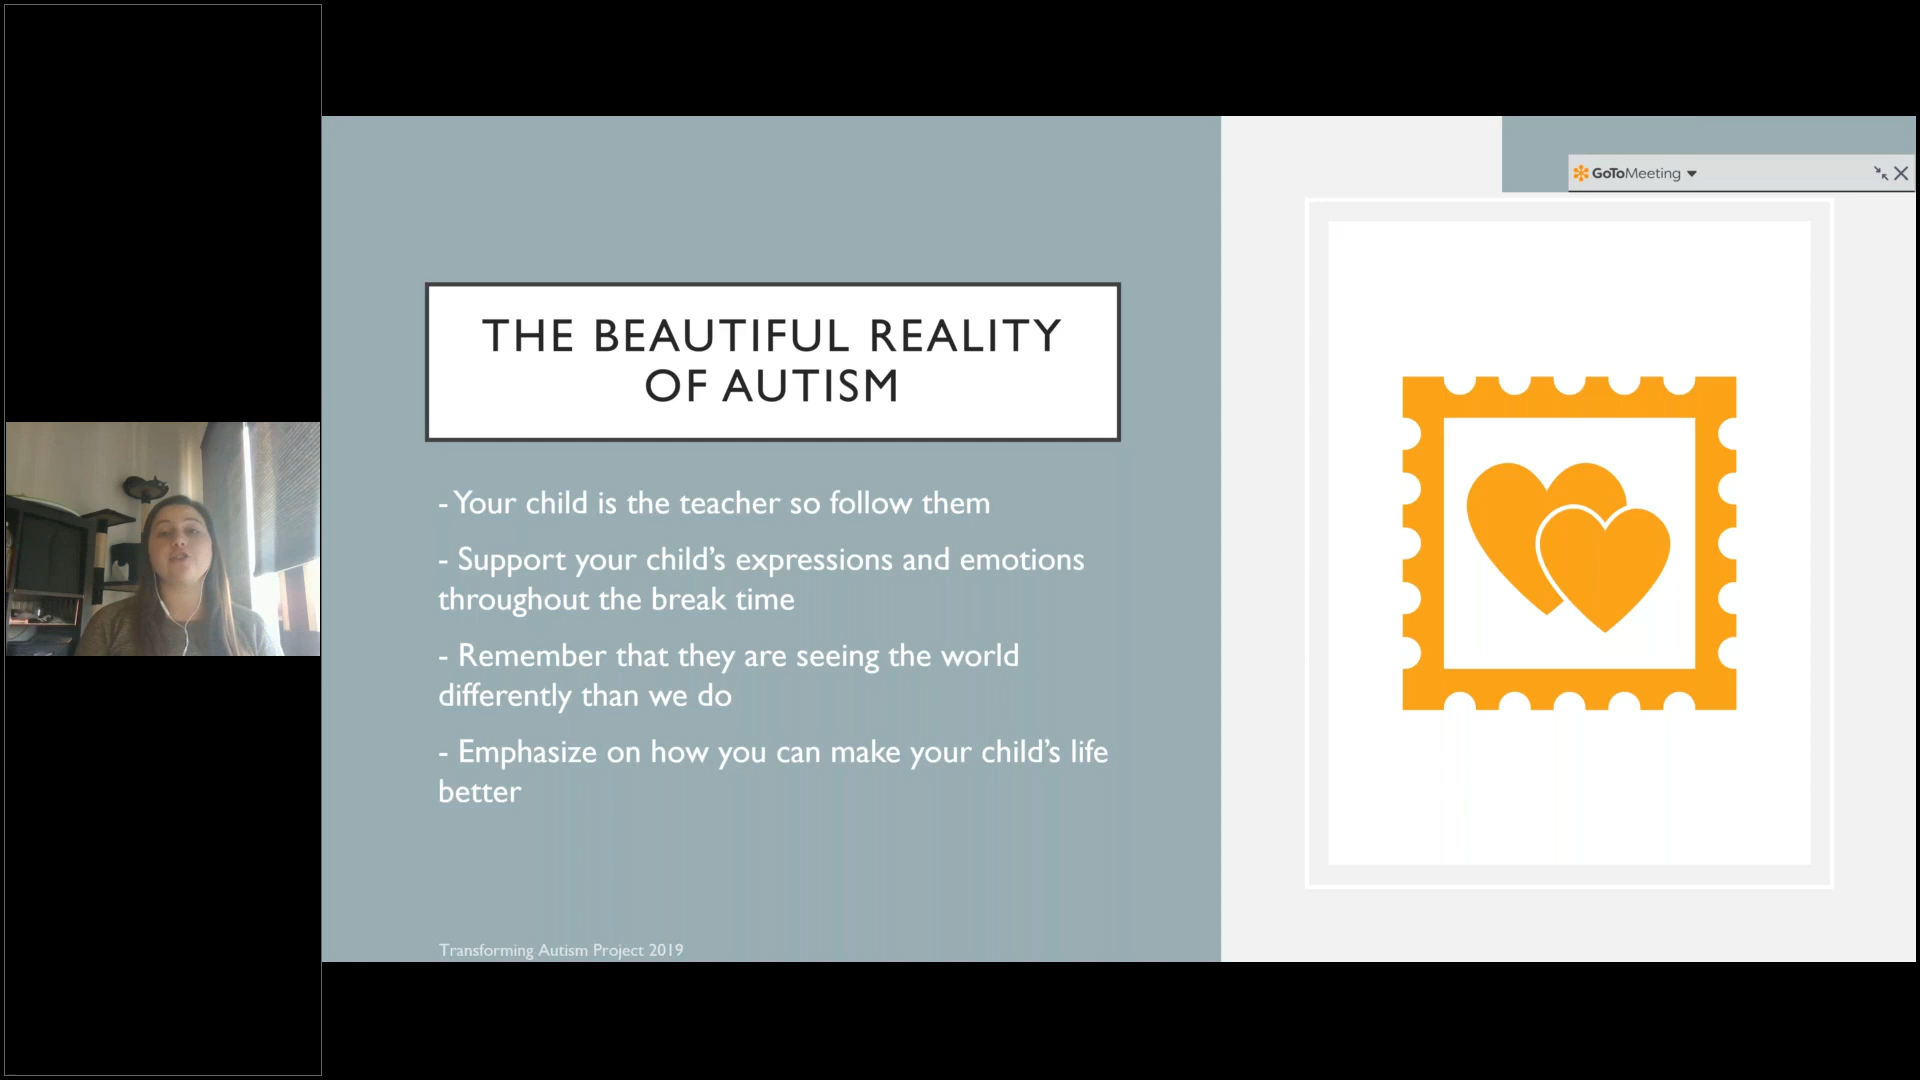 GoToMeeting
THE BEAUTIFUL REALITY
OF AUTISM
- Your child is the teacher so follow them
- Support your child’s expressions and emotions
throughout the break time
- Remember that they are seeing the world
differently than we do
- Emphasize on how you can make your child’s life
better
Transforming Autism Project 2019